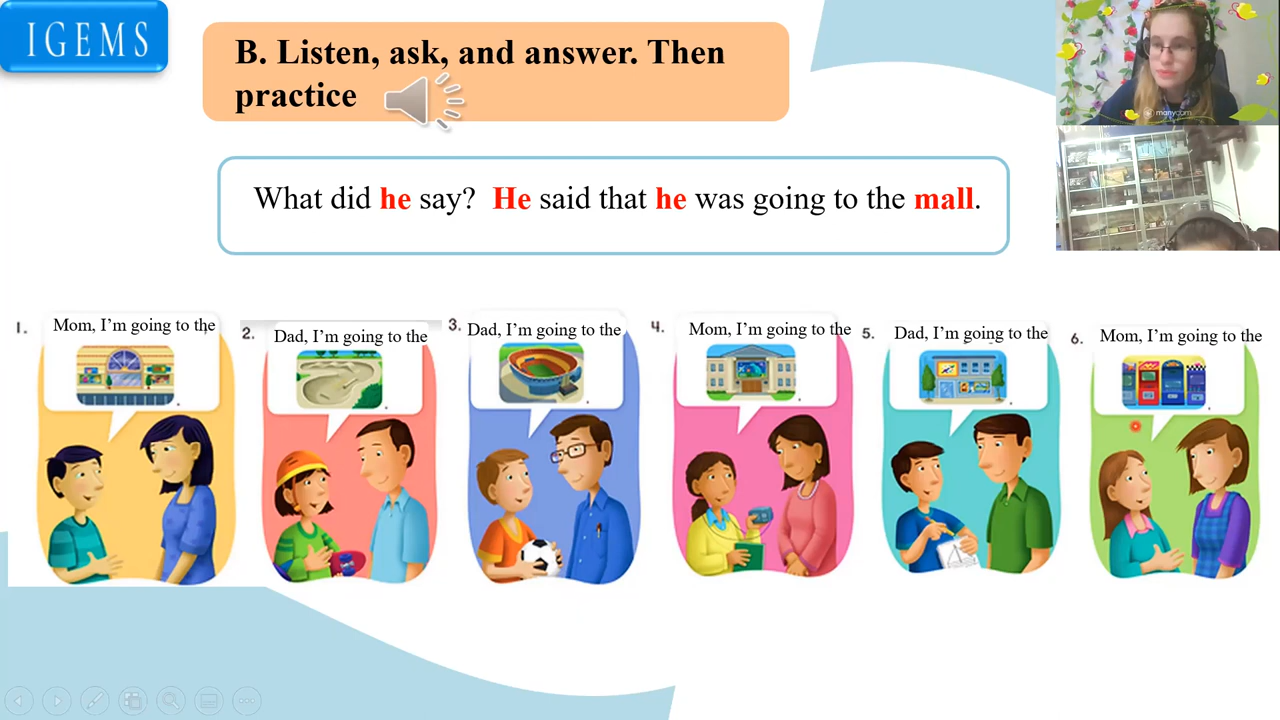 IGEMS
B. Listen, ask, and answer. Then
practice
manycam
What did he say? He said that he was going to the mall.
1. Mom, I'm going to the
.
2. Dad, I'm going to the
.
3. Dad, I'm going to the
.
4. Mom, I'm going to the
.
5. Dad, I'm going to the
.
6. Mom, I'm going to the
.